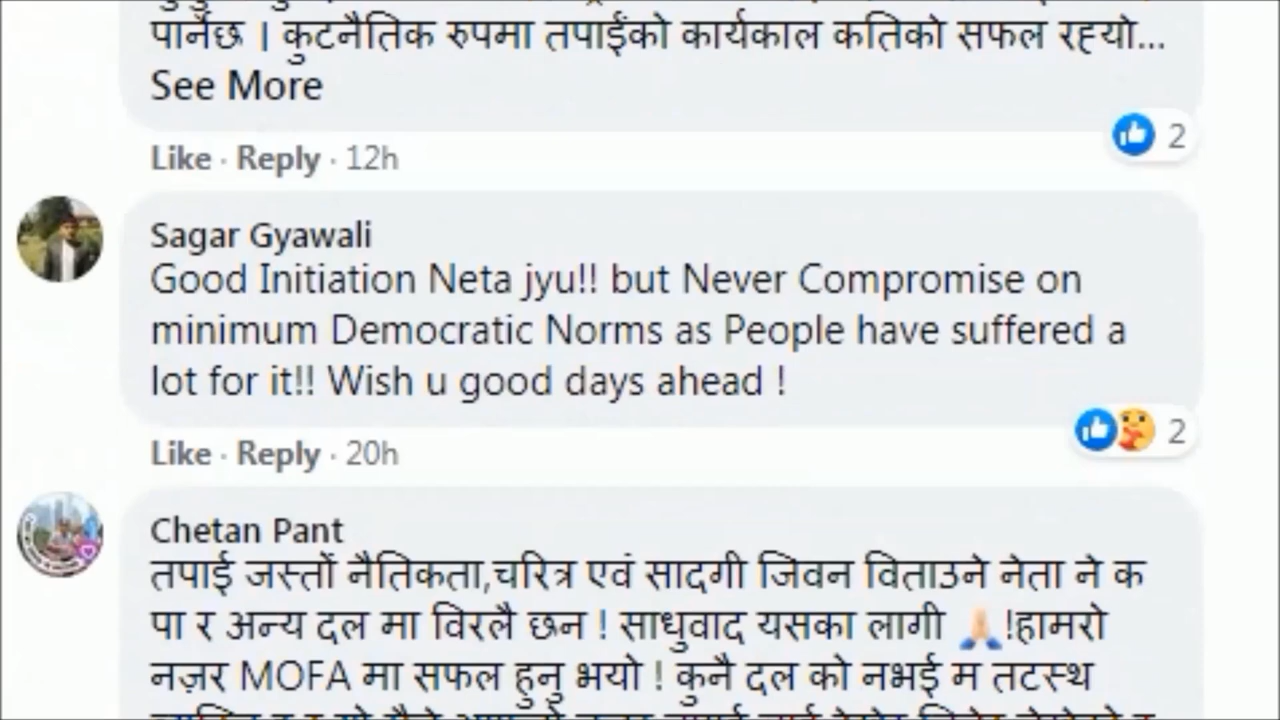 पार्नेछ | कुटनैतिक रुपमा तपाईंको कार्यकाल कतिको सफल रह्यो...
See More
2
Like · Reply · 12h
Sagar Gyawali
Good Initiation Neta jyu!! but Never Compromise on
minimum Democratic Norms as People have suffered a
lot for it!! Wish u good days ahead !
2
Like · Reply · 20h
Chetan Pant
तपाई जस्तों नैतिकता,चरित्र एवं सादगी जिवन विताउने नेता ने क
पा र अन्य दल मा विरलै छन ! साधुवाद यसका लागी 🙏🏻!हामरो
नज़र MOFA मा सफल हुनु भयो ! कुनै दल को नभई म तटस्थ